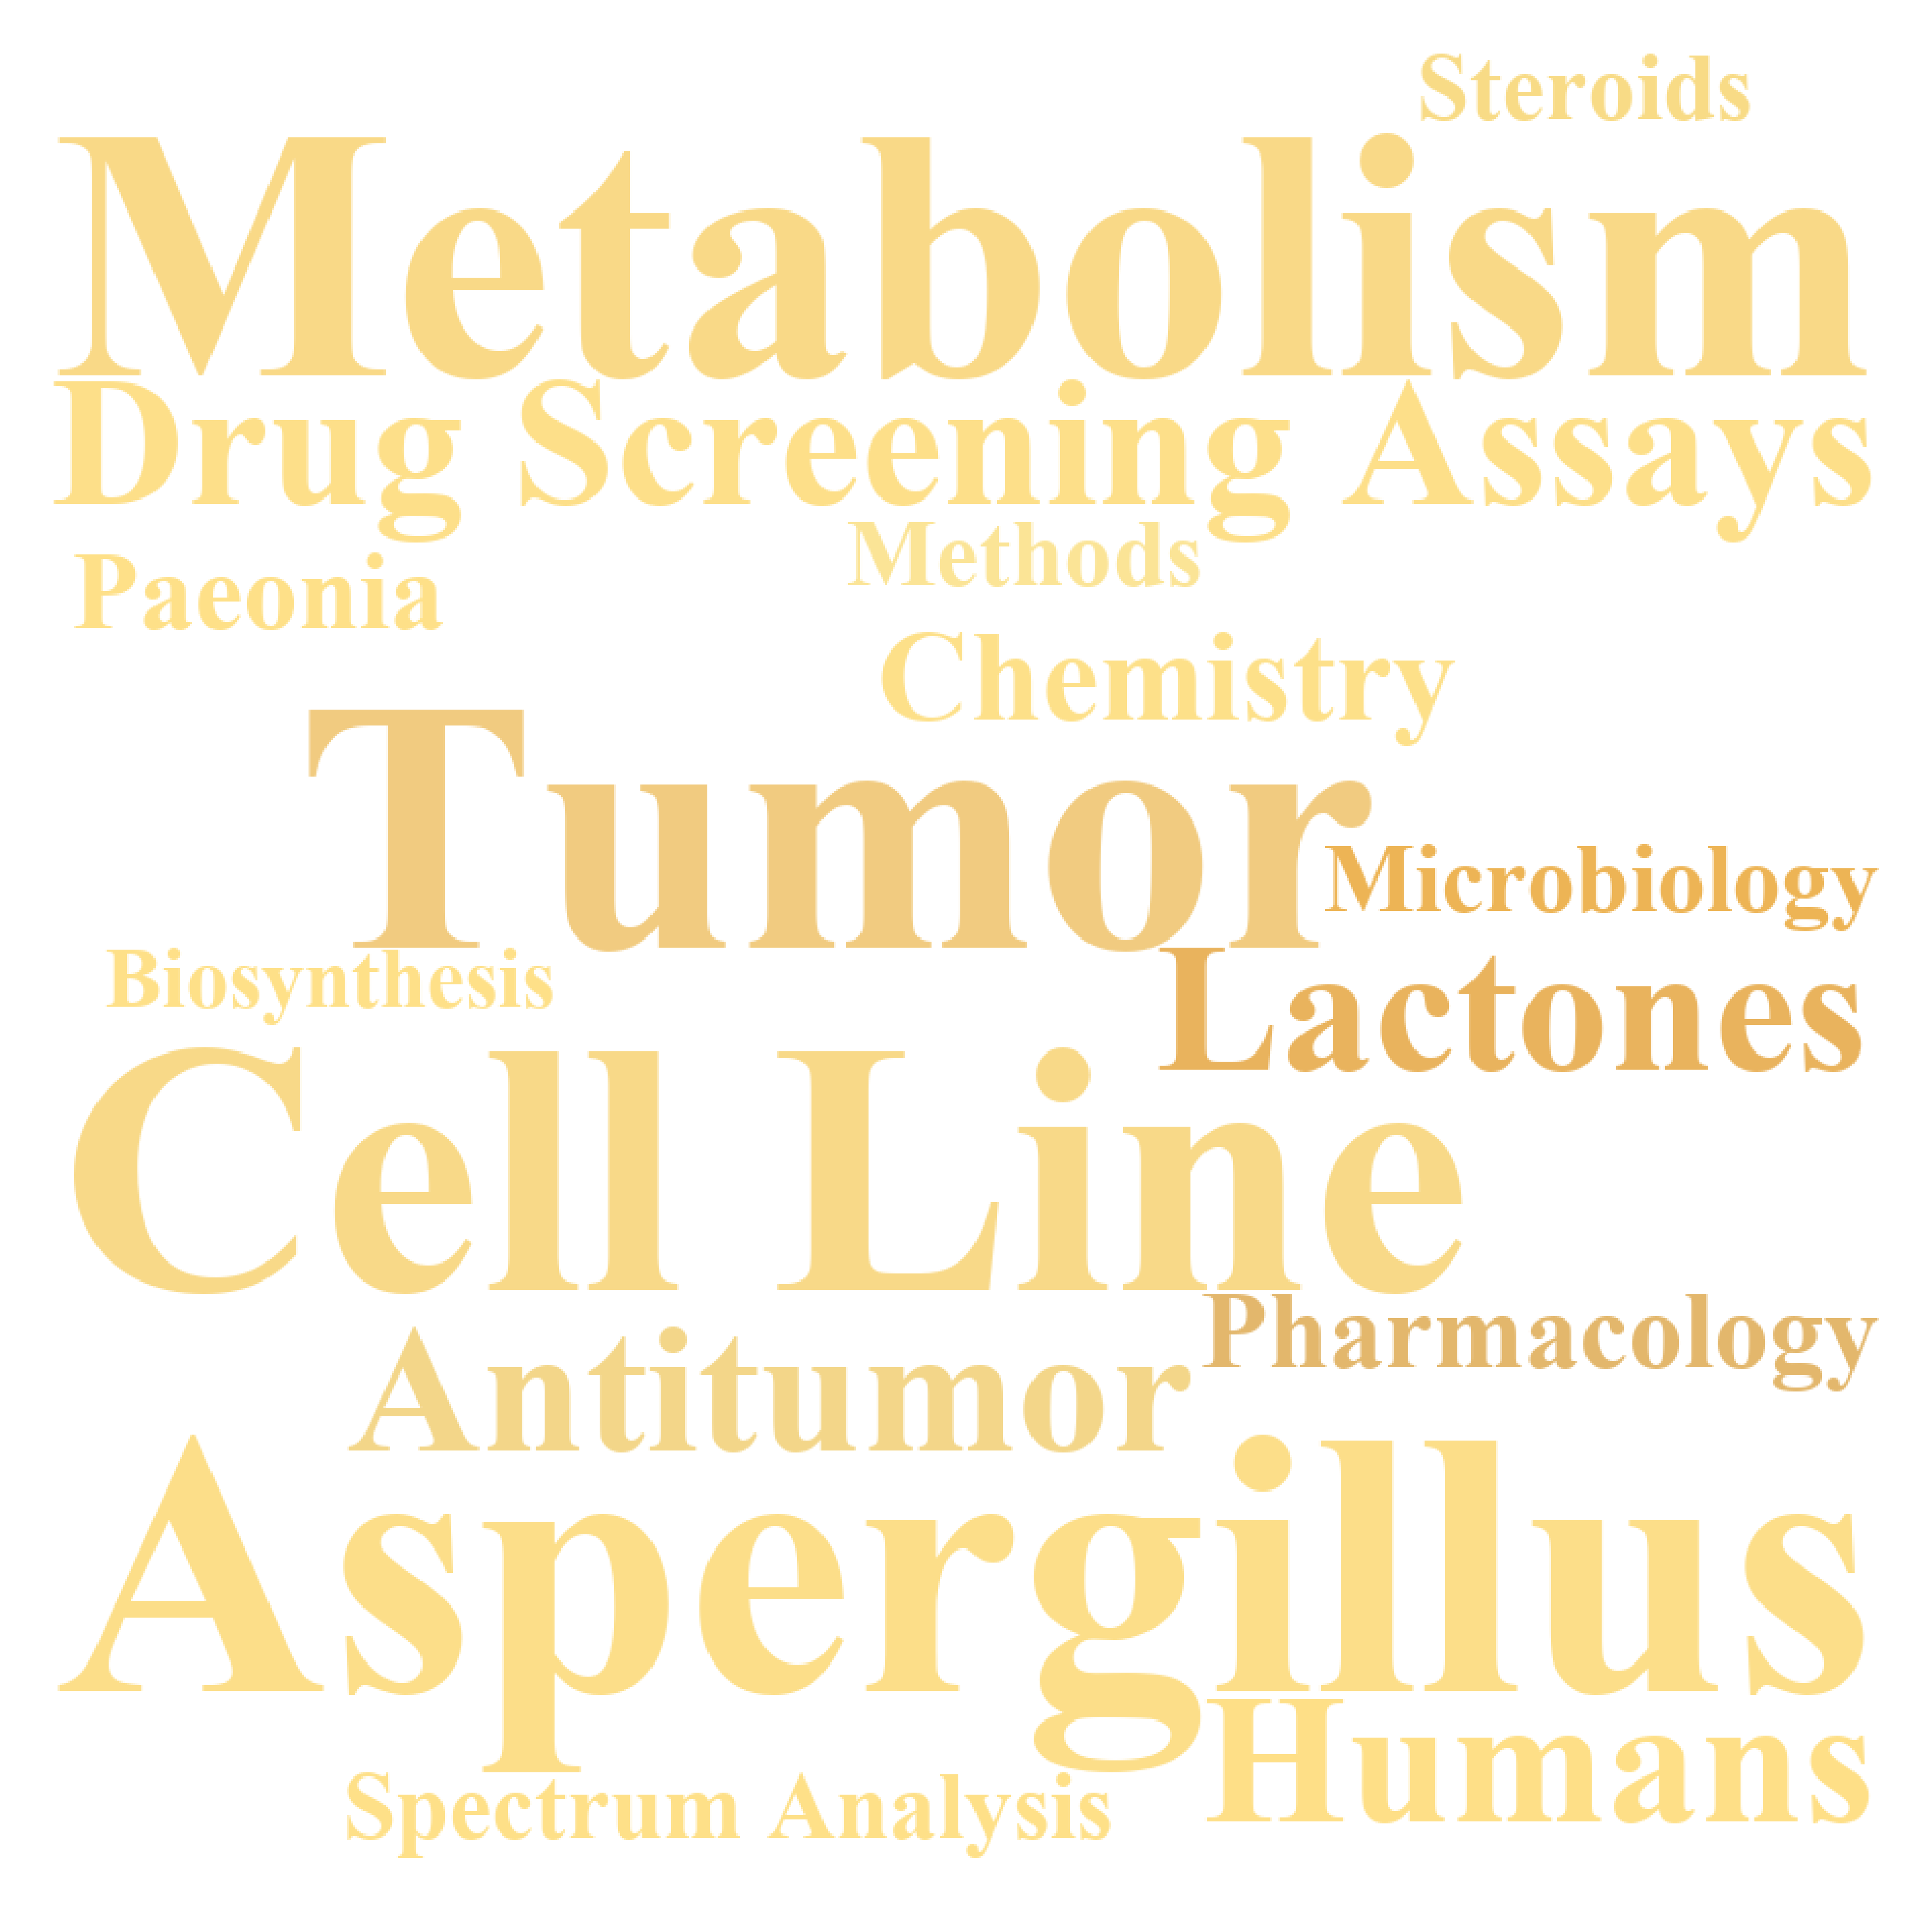 Steroids
Metabolism
Drug Screening Assays
Methods
Paeonia
Chemistry
Tumor
Microbiology
Biosynthesis
Lactones
Cell Line
Pharmacology
Antitumor
Aspergillus
Humans
Spectrum Analysis